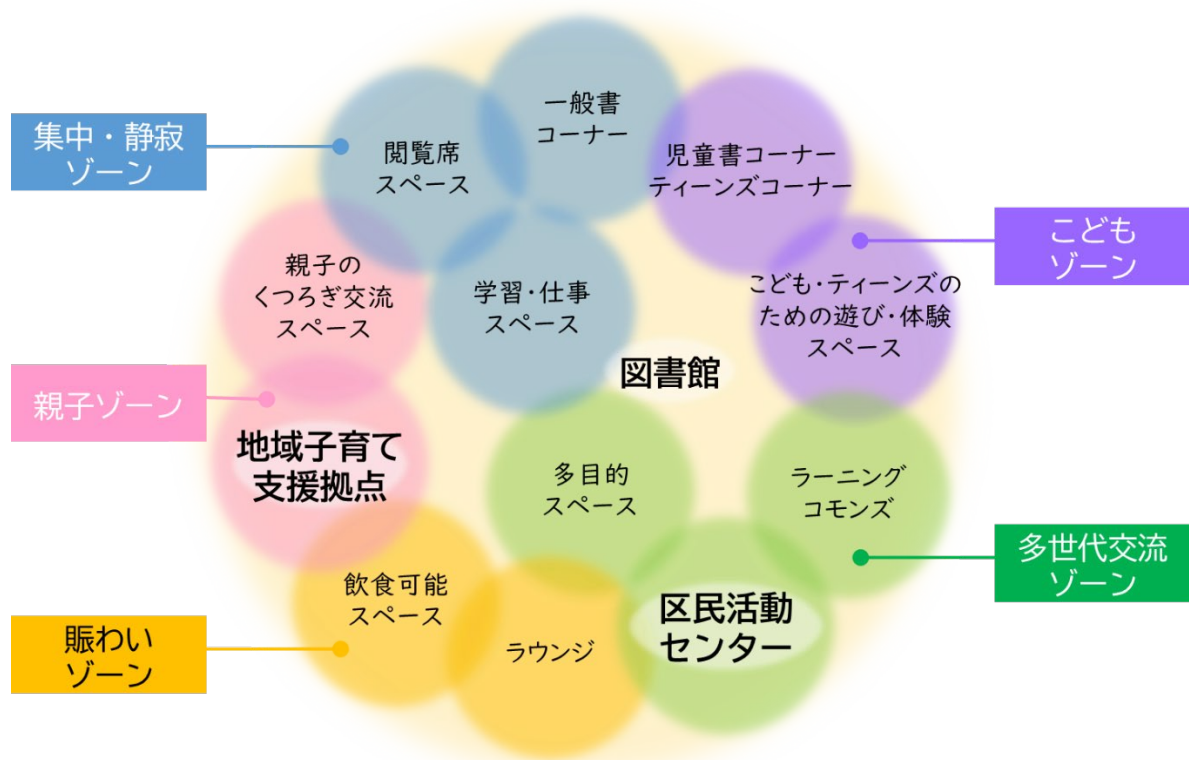 一般書
コーナー
集中・静寂
ゾーン
閲覧席
スペース
児童書コーナー
ティーンズコーナー
こども
ゾーン
親子の
くつろぎ交流
スペース
学習・仕事
スペース
こども・ティーンズの
ための遊び・体験
スペース
図書館
親子ゾーン
地域子育て
支援拠点
多目的
スペース
ラーニング
コモンズ
多世代交流
ゾーン
飲食可能
スペース
区民活動
センター
賑わい
ゾーン
ラウンジ